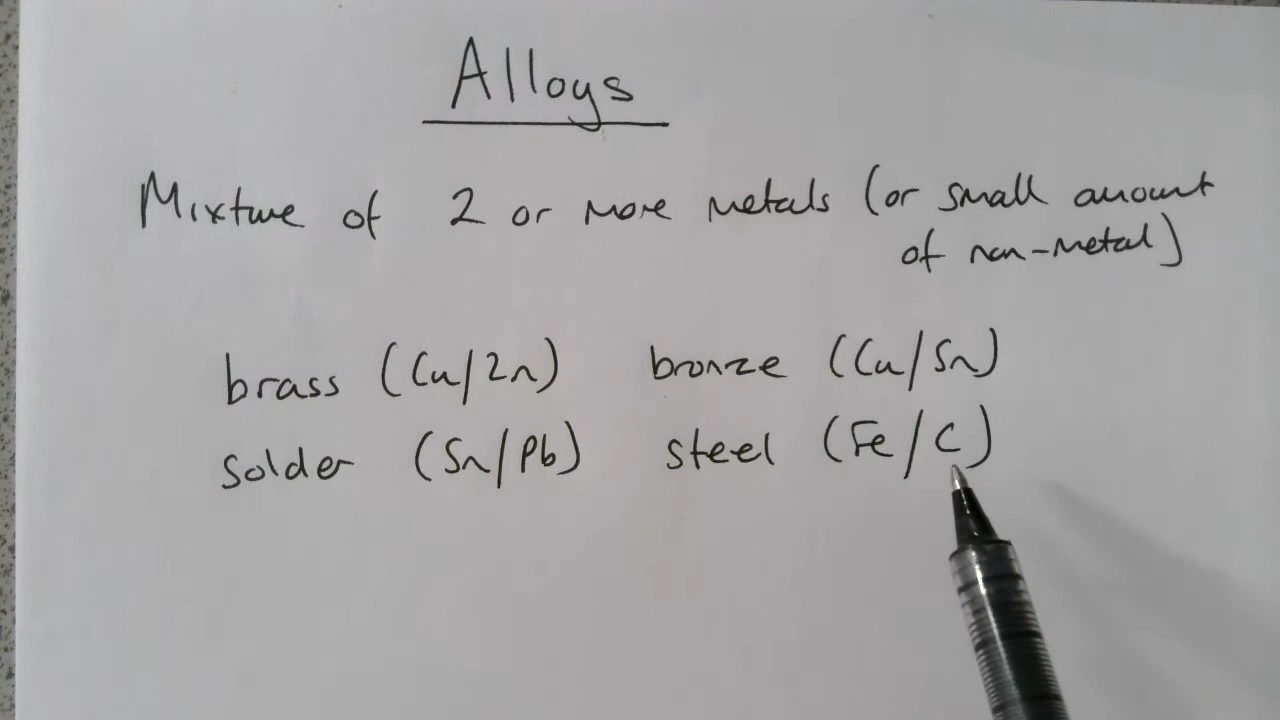 Alloys
Mixture of 2 or more metals (or small amount
of non-metal)
brass (Cu/Zn) bronze (Cu/Sn)
solder (Sn/Pb) steel (Fe/C)